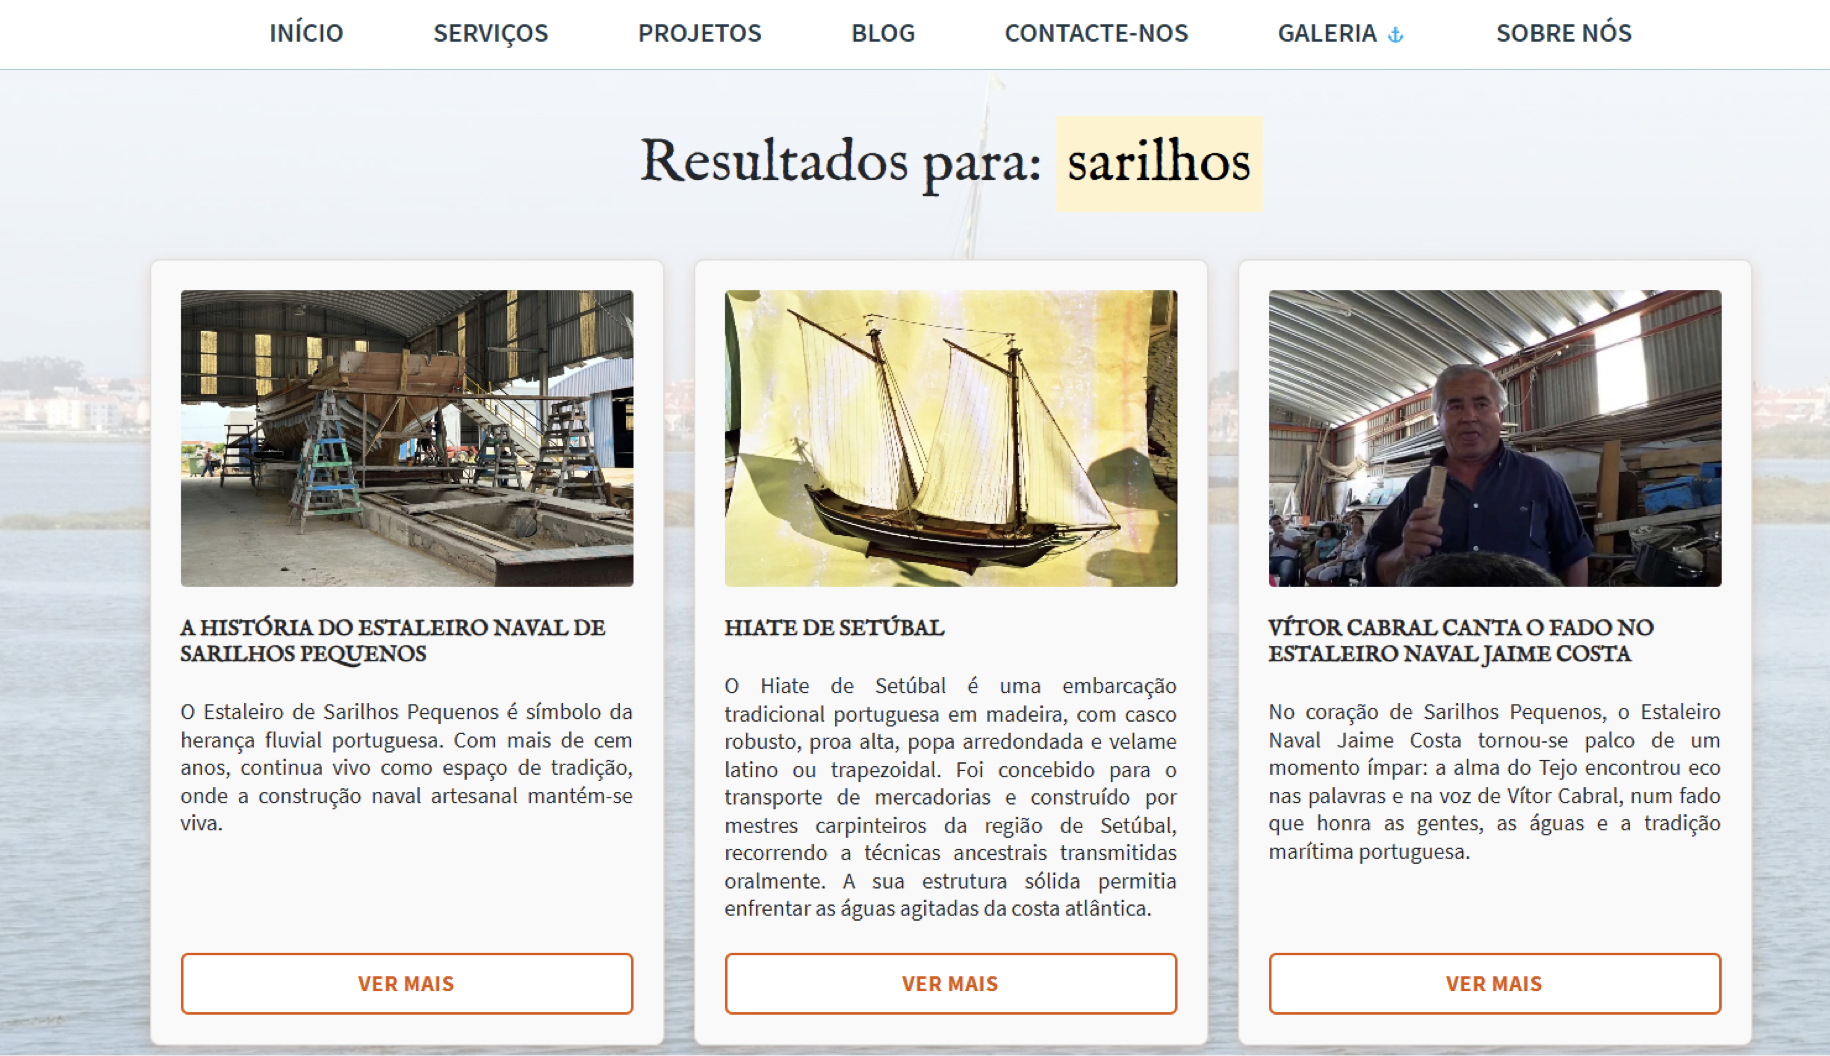 INÍCIO SERVIÇOS PROJETOS BLOG CONTACTE-NOS GALERIA SOBRE NÓS
Resultados para: sarilhos
A HISTÓRIA DO ESTALEIRO NAVAL DE
SARILHOS PEQUENOS
O Estaleiro de Sarilhos Pequenos é símbolo da
herança fluvial portuguesa. Com mais de cem
anos, continua vivo como espaço de tradição,
onde a construção naval artesanal mantém-se
viva.
VER MAIS
HIATE DE SETÚBAL
O Hiate de Setúbal é uma embarcação
tradicional portuguesa em madeira, com casco
robusto, proa alta, popa arredondada e velame
latino ou trapezoidal. Foi concebido para o
transporte de mercadorias e construído por
mestres carpinteiros da região de Setúbal,
recorrendo a técnicas ancestrais transmitidas
oralmente. A sua estrutura sólida permitia
enfrentar as águas agitadas da costa atlântica.
VER MAIS
VÍTOR CABRAL CANTA O FADO NO
ESTALEIRO NAVAL JAIME COSTA
No coração de Sarilhos Pequenos, o Estaleiro
Naval Jaime Costa tornou-se palco de um
momento ímpar: a alma do Tejo encontrou eco
nas palavras e na voz de Vítor Cabral, num fado
que honra as gentes, as águas e a tradição
marítima portuguesa.
VER MAIS